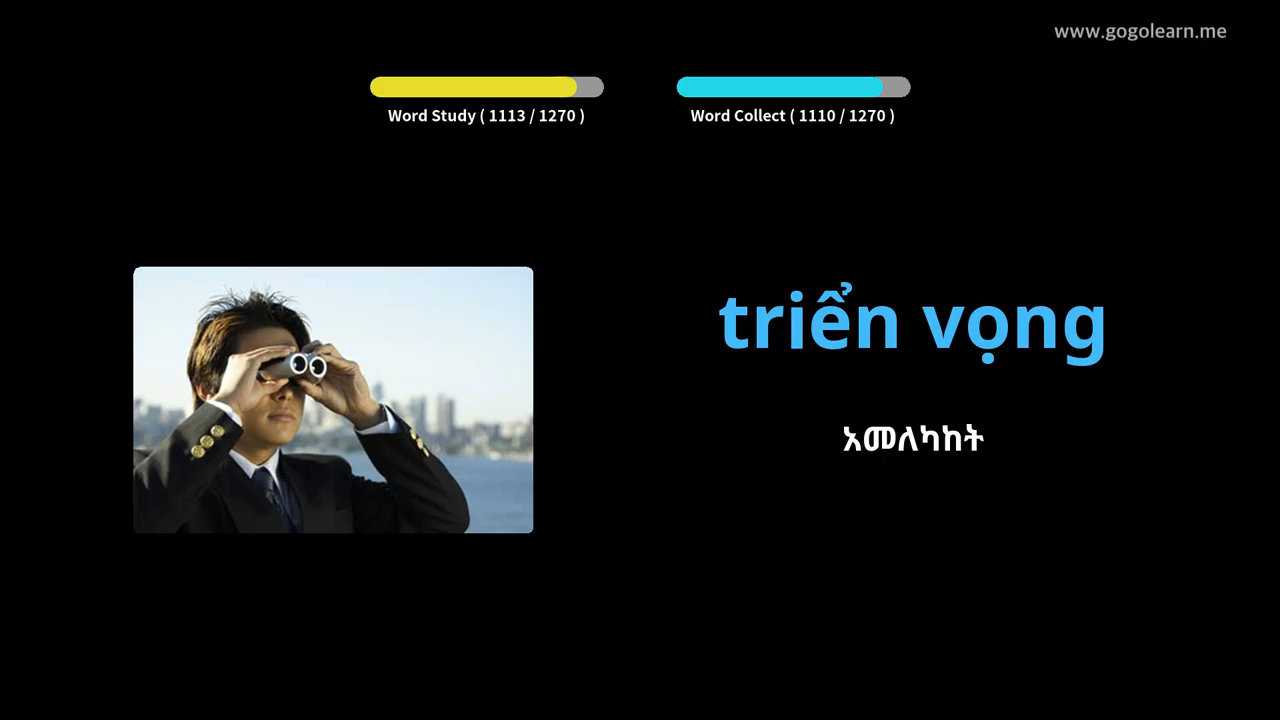 www.gogolearn.me
Word Study ( 1113 / 1270 )
Word Collect ( 1110 / 1270 )
triển vọng
አመለካከት